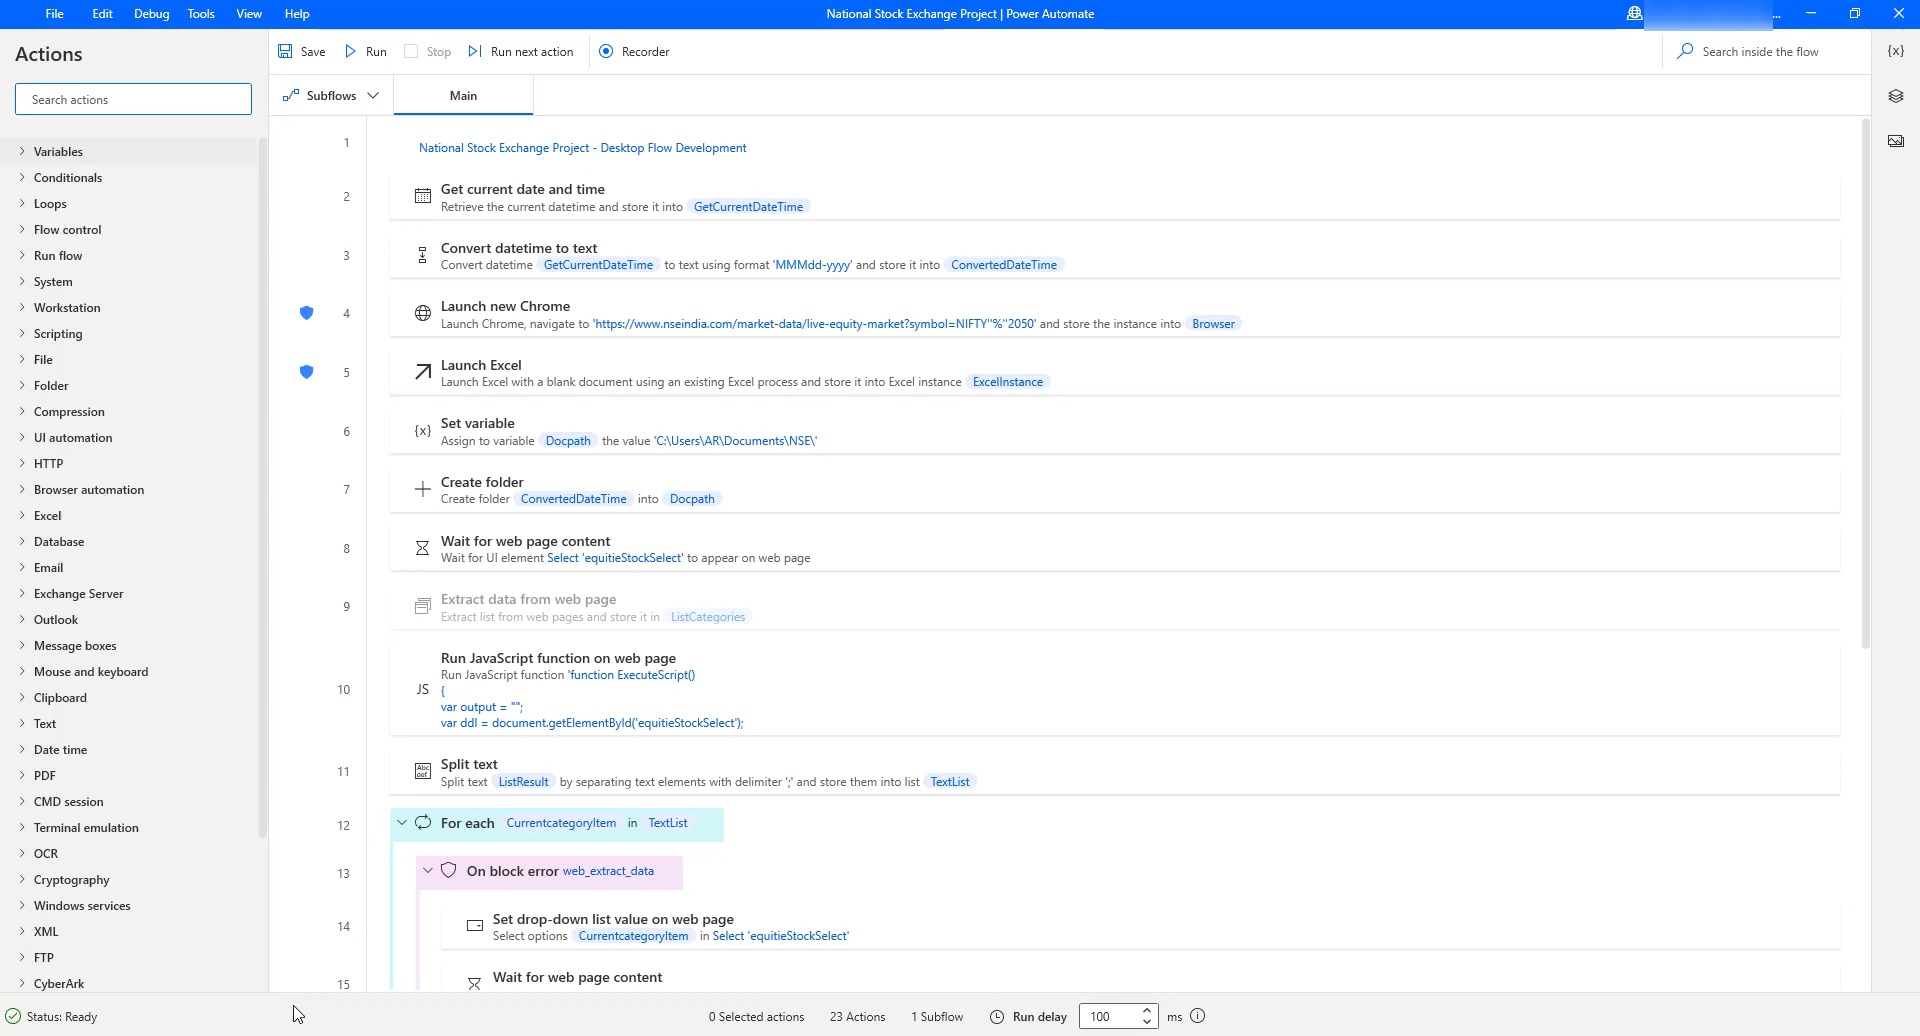 File Edit Debug Tools View Help
National Stock Exchange Project | Power Automate
...
Actions
Search actions
Variables
Conditionals
Loops
Flow control
Run flow
System
Workstation
Scripting
File
Folder
Compression
UI automation
HTTP
Browser automation
Excel
Database
Email
Exchange Server
Outlook
Message boxes
Mouse and keyboard
Clipboard
Text
Date time
PDF
CMD session
Terminal emulation
OCR
Cryptography
Windows services
XML
FTP
CyberArk
Save Run Stop Run next action Recorder
Search inside the flow
{x}
Subflows Main
1
National Stock Exchange Project - Desktop Flow Development
2
Get current date and time
Retrieve the current datetime and store it into GetCurrentDateTime
3
Convert datetime to text
Convert datetime GetCurrentDateTime to text using format 'MMMdd-yyyy' and store it into ConvertedDateTime
4
Launch new Chrome
Launch Chrome, navigate to 'https://www.nseindia.com/market-data/live-equity-market?symbol=NIFTY''%''2050' and store the instance into Browser
5
Launch Excel
Launch Excel with a blank document using an existing Excel process and store it into Excel instance ExcelInstance
6
{x}
Set variable
Assign to variable Docpath the value 'C:\Users\AR\Documents\NSE\'
7
Create folder
Create folder ConvertedDateTime into Docpath
8
Wait for web page content
Wait for UI element Select 'equitieStockSelect' to appear on web page
9
Extract data from web page
Extract list from web pages and store it in ListCategories
10
JS
Run JavaScript function on web page
Run JavaScript function 'function ExecuteScript()
{
var output = "";
var ddl = document.getElementById('equitieStockSelect');
11
Abc
def
Split text
Split text ListResult by separating text elements with delimiter ';' and store them into list TextList
12
For each CurrentcategoryItem in TextList
13
On block error web_extract_data
14
Set drop-down list value on web page
Select options CurrentcategoryItem in Select 'equitieStockSelect'
15
Wait for web page content
Status: Ready
0 Selected actions 23 Actions 1 Subflow Run delay 100 ms